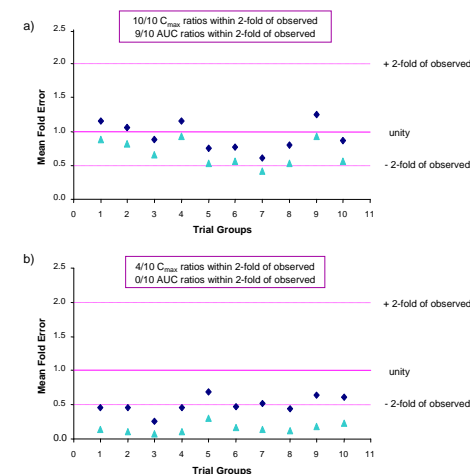 a)
10/10 Cmax ratios within 2-fold of observed
9/10 AUC ratios within 2-fold of observed
2.5
2.0
1.5
1.0
0.5
0.0
Mean Fold Error
+ 2-fold of observed
unity
- 2-fold of observed
0 1 2 3 4 5 6 7 8 9 10 11
Trial Groups
b)
4/10 Cmax ratios within 2-fold of observed
0/10 AUC ratios within 2-fold of observed
2.5
2.0
1.5
1.0
0.5
0.0
Mean Fold Error
+ 2-fold of observed
unity
- 2-fold of observed
0 1 2 3 4 5 6 7 8 9 10 11
Trial Groups